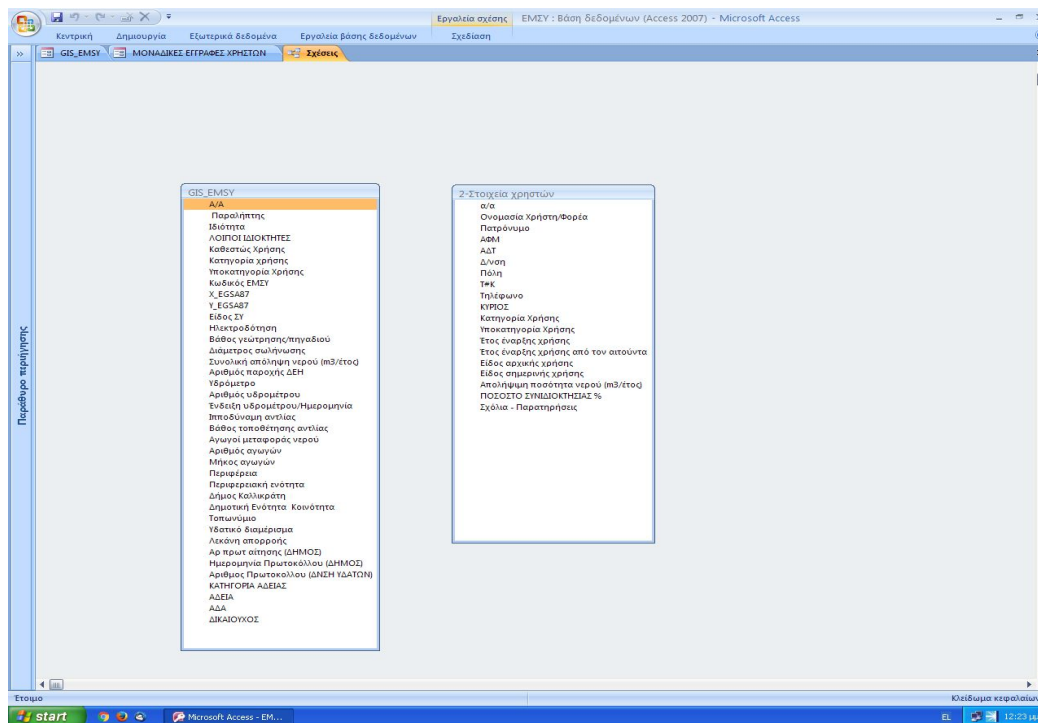 Εργαλεία σχέσης
ΕΜΣΥ : Βάση δεδομένων (Access 2007) - Microsoft Access
Κεντρική
Δημιουργία
Εξωτερικά δεδομένα
Εργαλεία βάσης δεδομένων
Σχεδίαση
»
GIS_EMSY
ΜΟΝΑΔΙΚΕΣ ΕΓΓΡΑΦΕΣ ΧΡΗΣΤΩΝ
Σχέσεις
Παράθυρο περιήγησης
GIS_EMSY
Α/Α
Παραλήπτης
Ιδιότητα
ΛΟΙΠΟΙ ΙΔΙΟΚΤΗΤΕΣ
Καθεστώς Χρήσης
Κατηγορία χρήσης
Υποκατηγορία Χρήσης
Κωδικός ΕΜΣΥ
X_EGSA87
Y_EGSA87
Είδος ΣΥ
Ηλεκτροδότηση
Βάθος γεώτρησης/πηγαδιού
Διάμετρος σωλήνωσης
Συνολική απόληψη νερού (m3/έτος)
Αριθμός παροχής ΔΕΗ
Υδρόμετρο
Αριθμός υδρομέτρου
Ένδειξη υδρομέτρου/Ημερομηνία
Ιπποδύναμη αντλίας
Βάθος τοποθέτησης αντλίας
Αγωγοί μεταφοράς νερού
Αριθμός αγωγών
Μήκος αγωγών
Περιφέρεια
Περιφερειακή ενότητα
Δήμος Καλλικράτη
Δημοτική Ενότητα Κοινότητα
Τοπωνύμιο
Υδατικό διαμέρισμα
Λεκάνη απορροής
Αρ πρωτ αίτησης (ΔΗΜΟΣ)
Ημερομηνία Πρωτοκόλλου (ΔΗΜΟΣ)
Αριθμος Πρωτοκολλου (ΔΝΣΗ ΥΔΑΤΩΝ)
ΚΑΤΗΓΟΡΙΑ ΑΔΕΙΑΣ
ΑΔΕΙΑ
ΑΔΑ
ΔΙΚΑΙΟΥΧΟΣ
2-Στοιχεία χρηστών
α/α
Ονομασία Χρήστη/Φορέα
Πατρόνυμο
ΑΦΜ
ΑΔΤ
Δ/νση
Πόλη
Τ#Κ
Τηλέφωνο
ΚΥΡΙΟΣ
Κατηγορία Χρήσης
Υποκατηγορία Χρήσης
Έτος έναρξης χρήσης
Έτος έναρξης χρήσης από τον αιτούντα
Είδος αρχικής χρήσης
Είδος σημερινής χρήσης
Απολήψιμη ποσότητα νερού (m3/έτος)
ΠΟΣΟΣΤΟ ΣΥΝΙΔΙΟΚΤΗΣΙΑΣ %
Σχόλια - Παρατηρήσεις
Έτοιμο
Κλείδωμα κεφαλαίων
start
Microsoft Access - EM...
EL
12:23 μμ